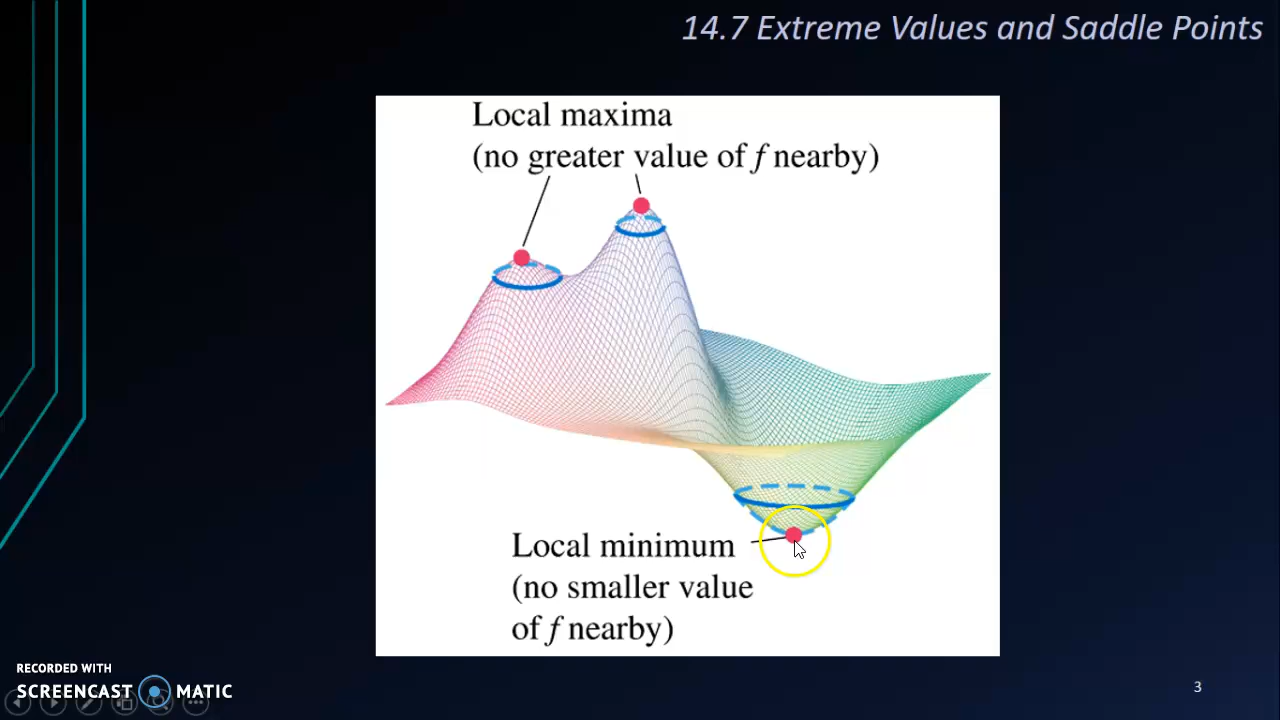 14.7 Extreme Values and Saddle Points
Local maxima
(no greater value of f nearby)
Local minimum
(no smaller value
of f nearby)
RECORDED WITH
SCREENCAST MATIC
3